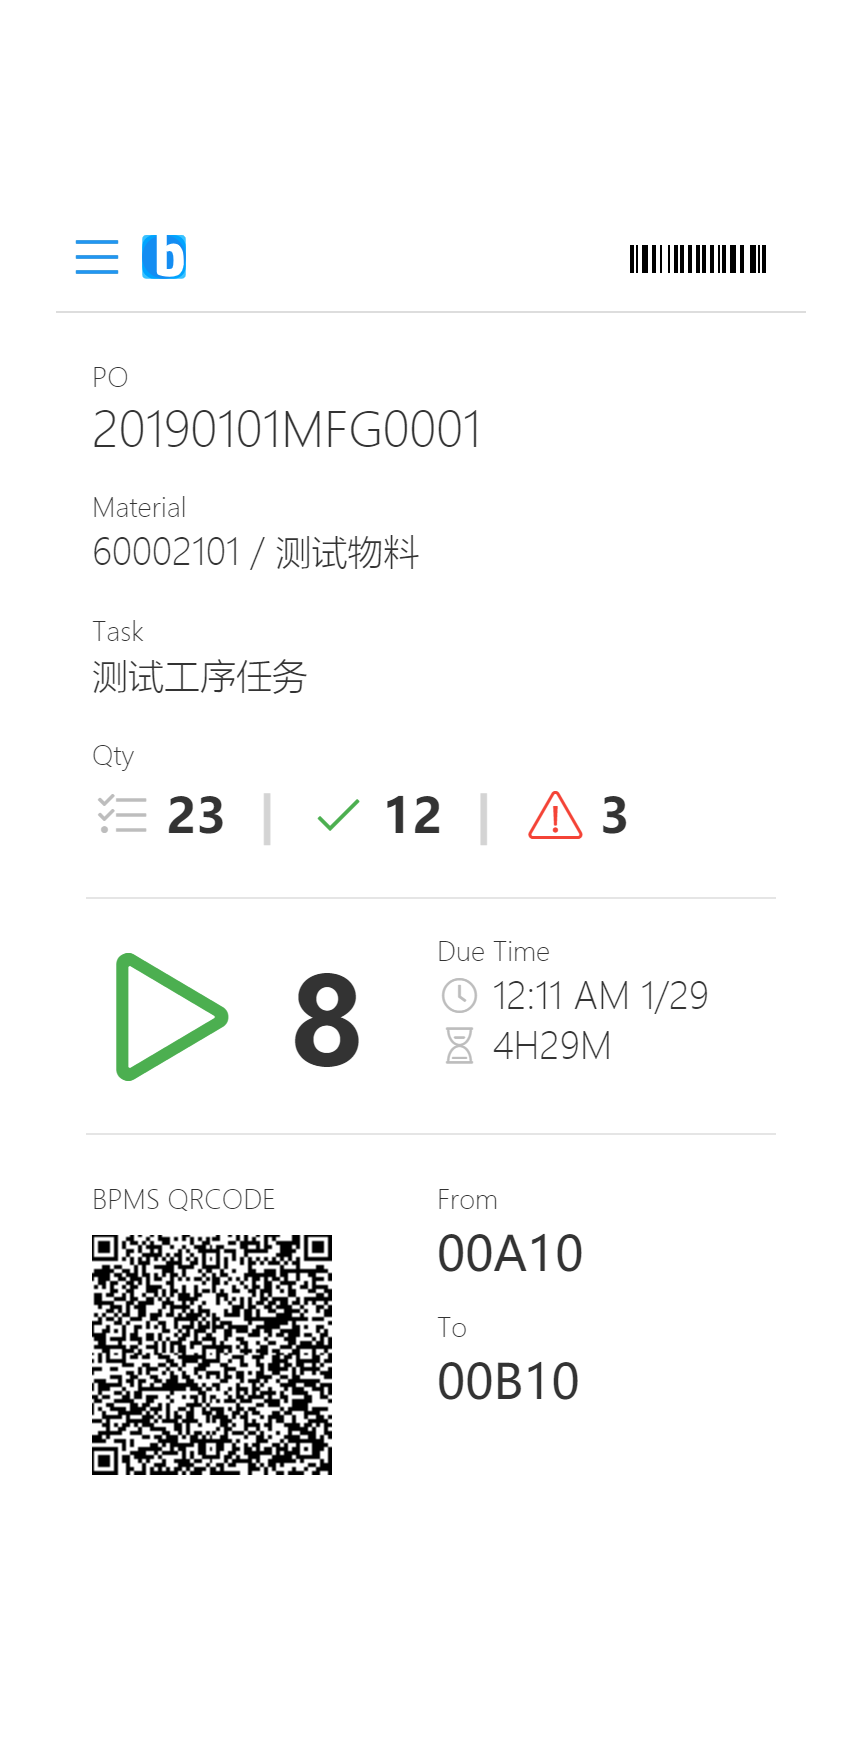 b
PO
20190101MFG0001
Material
60002101 / 测试物料
Task
测试工序任务
Qty
23 | 12 | 3
8
Due Time
12:11 AM 1/29
4H29M
BPMS QRCODE
From
00A10
To
00B10